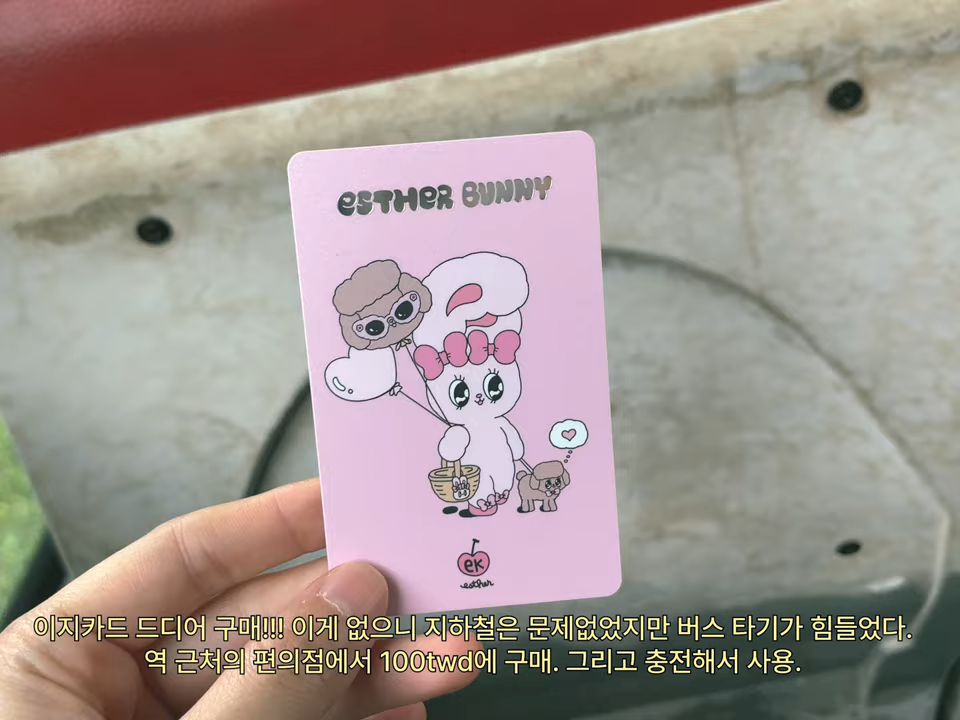 ESTHER BUNNY
ek
esther
이지카드 드디어 구매!!! 이게 없으니 지하철은 문제없었지만 버스 타기가 힘들었다.
역 근처의 편의점에서 100twd에 구매. 그리고 충전해서 사용.